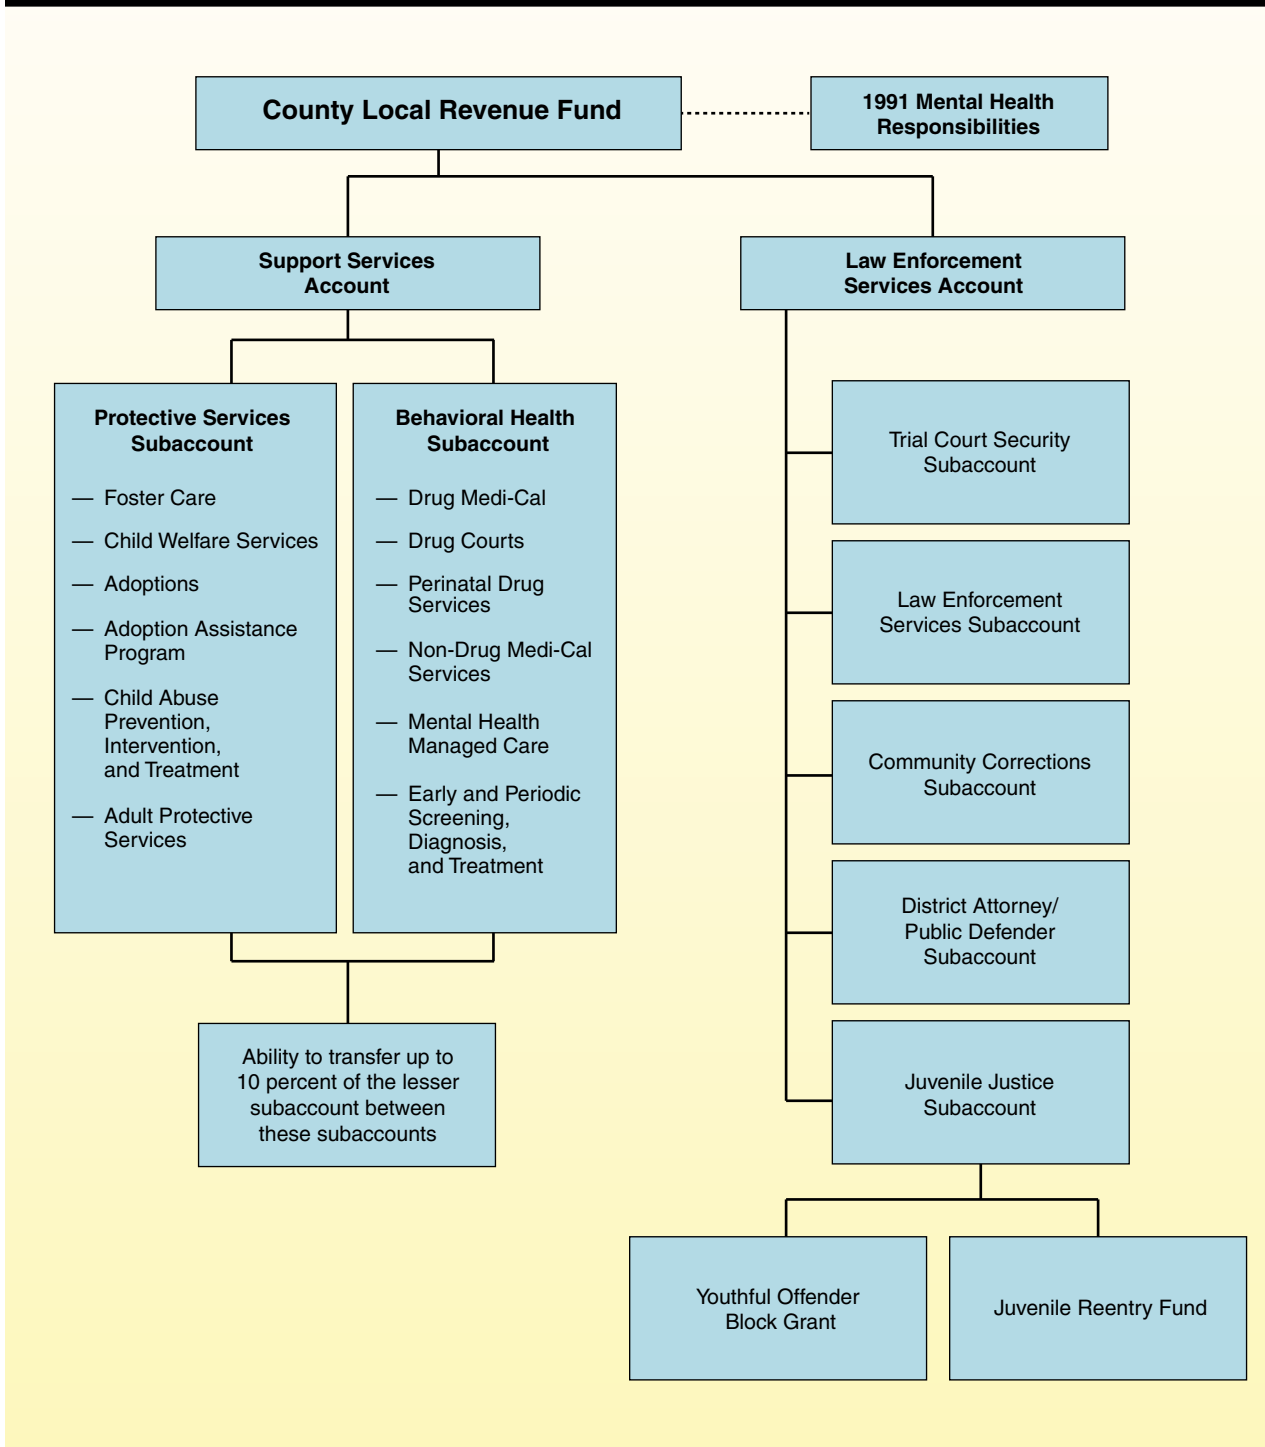 County Local Revenue Fund
1991 Mental Health
Responsibilities
Support Services
Account
Law Enforcement
Services Account
Protective Services
Subaccount
— Foster Care
— Child Welfare Services
— Adoptions
— Adoption Assistance
Program
— Child Abuse
Prevention,
Intervention,
and Treatment
— Adult Protective
Services
Behavioral Health
Subaccount
— Drug Medi-Cal
— Drug Courts
— Perinatal Drug
Services
— Non-Drug Medi-Cal
Services
— Mental Health
Managed Care
— Early and Periodic
Screening,
Diagnosis,
and Treatment
Ability to transfer up to
10 percent of the lesser
subaccount between
these subaccounts
Trial Court Security
Subaccount
Law Enforcement
Services Subaccount
Community Corrections
Subaccount
District Attorney/
Public Defender
Subaccount
Juvenile Justice
Subaccount
Youthful Offender
Block Grant
Juvenile Reentry Fund